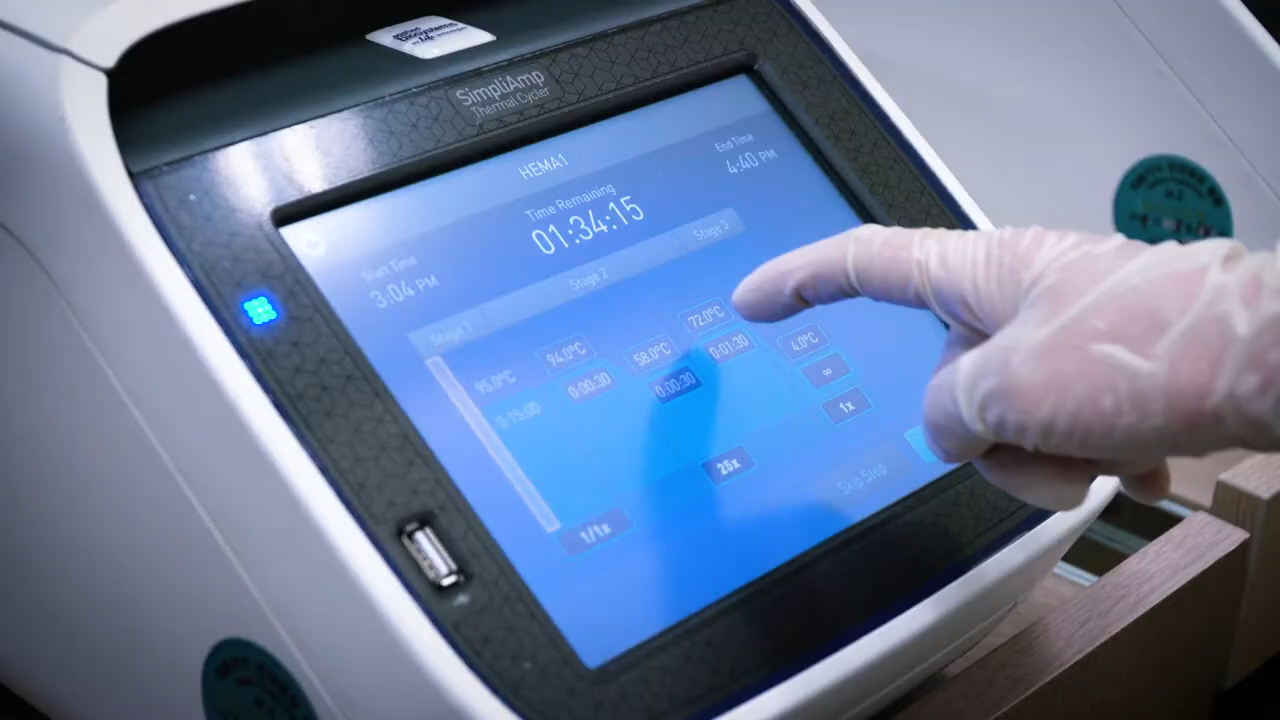 applied
biosystems
SimpliAmp
Thermal Cycler
HEMA1
Start Time
3:04 PM
Time Remaining
01:34:15
End Time
4:40 PM
Stage 1
Stage 2
Stage 3
95.0°C
0:15:00
94.0°C
0:00:30
58.0°C
0:00:30
72.0°C
0:01:30
4.0°C
∞
1/1x
25x
1x
Skip Step